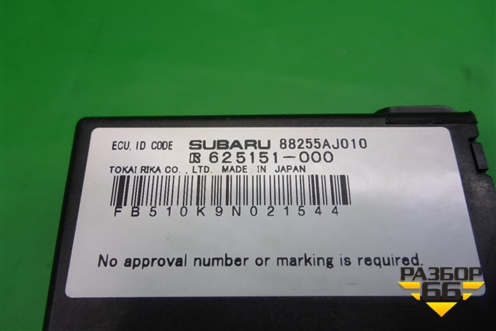 ECU. ID CODE SUBARU 88255AJ010
R 625151-000
TOKAI RIKA CO., LTD. MADE IN JAPAN
FB510K9N021544
No approval number or marking is required.
РАЗБОР
66